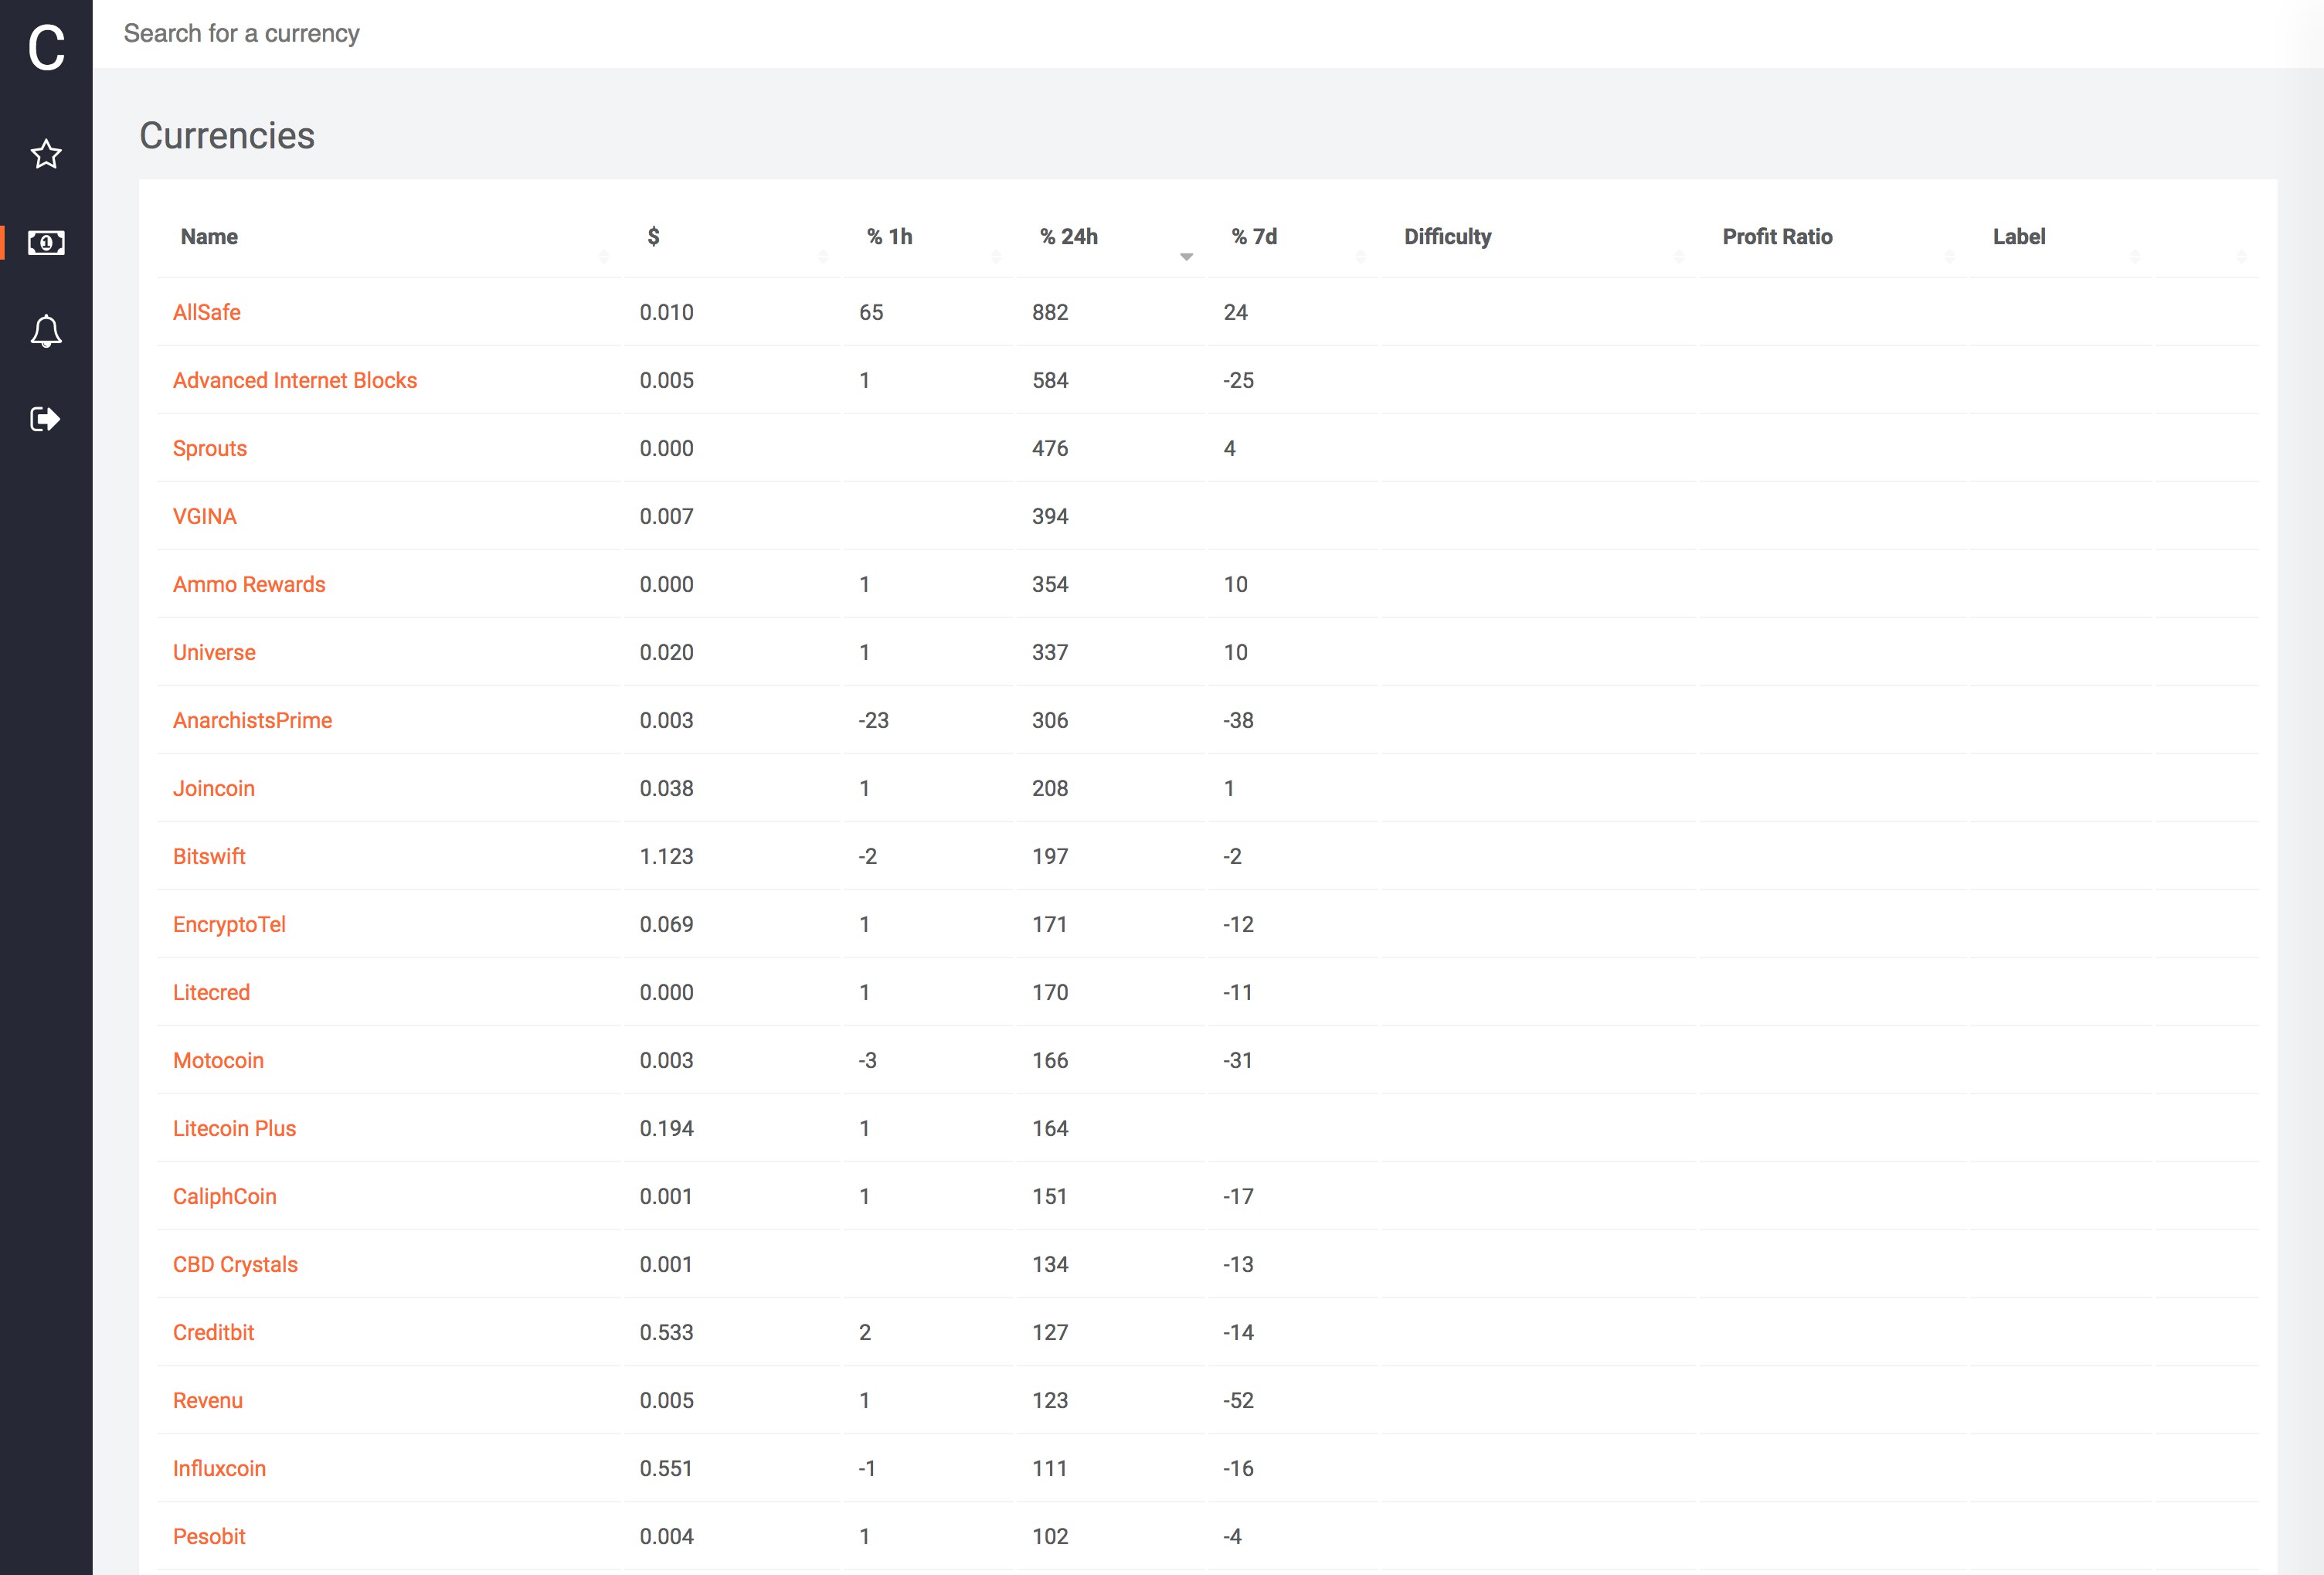 C
Search for a currency
Currencies
Name $ % 1h % 24h % 7d Difficulty Profit Ratio Label
AllSafe 0.010 65 882 24
Advanced Internet Blocks 0.005 1 584 -25
Sprouts 0.000 476 4
VGINA 0.007 394
Ammo Rewards 0.000 1 354 10
Universe 0.020 1 337 10
AnarchistsPrime 0.003 -23 306 -38
Joincoin 0.038 1 208 1
Bitswift 1.123 -2 197 -2
EncryptoTel 0.069 1 171 -12
Litecred 0.000 1 170 -11
Motocoin 0.003 -3 166 -31
Litecoin Plus 0.194 1 164
CaliphCoin 0.001 1 151 -17
CBD Crystals 0.001 134 -13
Creditbit 0.533 2 127 -14
Revenu 0.005 1 123 -52
Influxcoin 0.551 -1 111 -16
Pesobit 0.004 1 102 -4